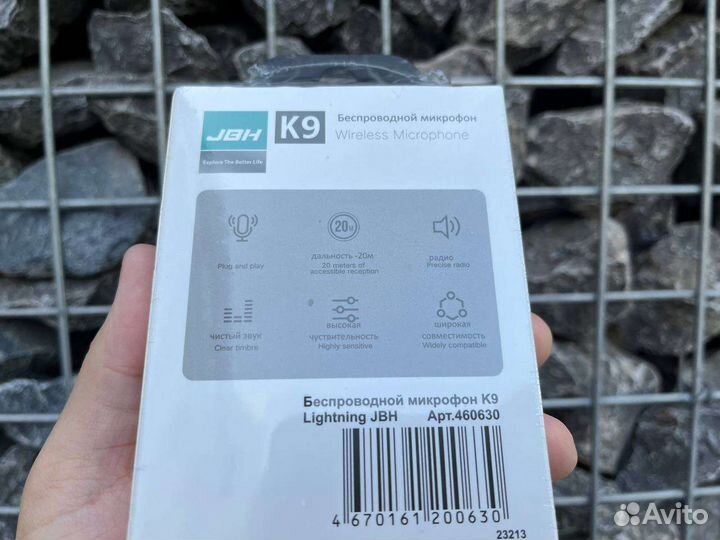 JBH
Explore The Better Life
K9
Беспроводной микрофон
Wireless Microphone
Plug and play
20м
дальность -20м
20 meters of
accessible reception
радио
Precise radio
чистый звук
Clear timbre
высокая
чуствительность
Highly sensitive
широкая
совместимость
Widely compatible
Беспроводной микрофон K9
Lightning JBH Арт.460630
4 670161 200630
23213
Avito